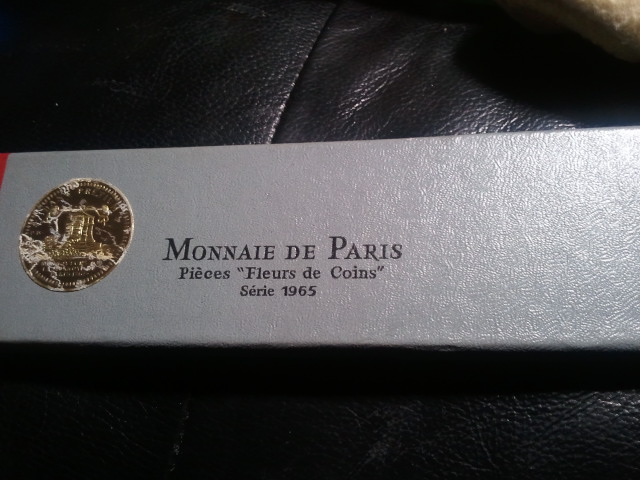 MONNAIE DE PARIS
Pièces "Fleurs de Coins"
Série 1965